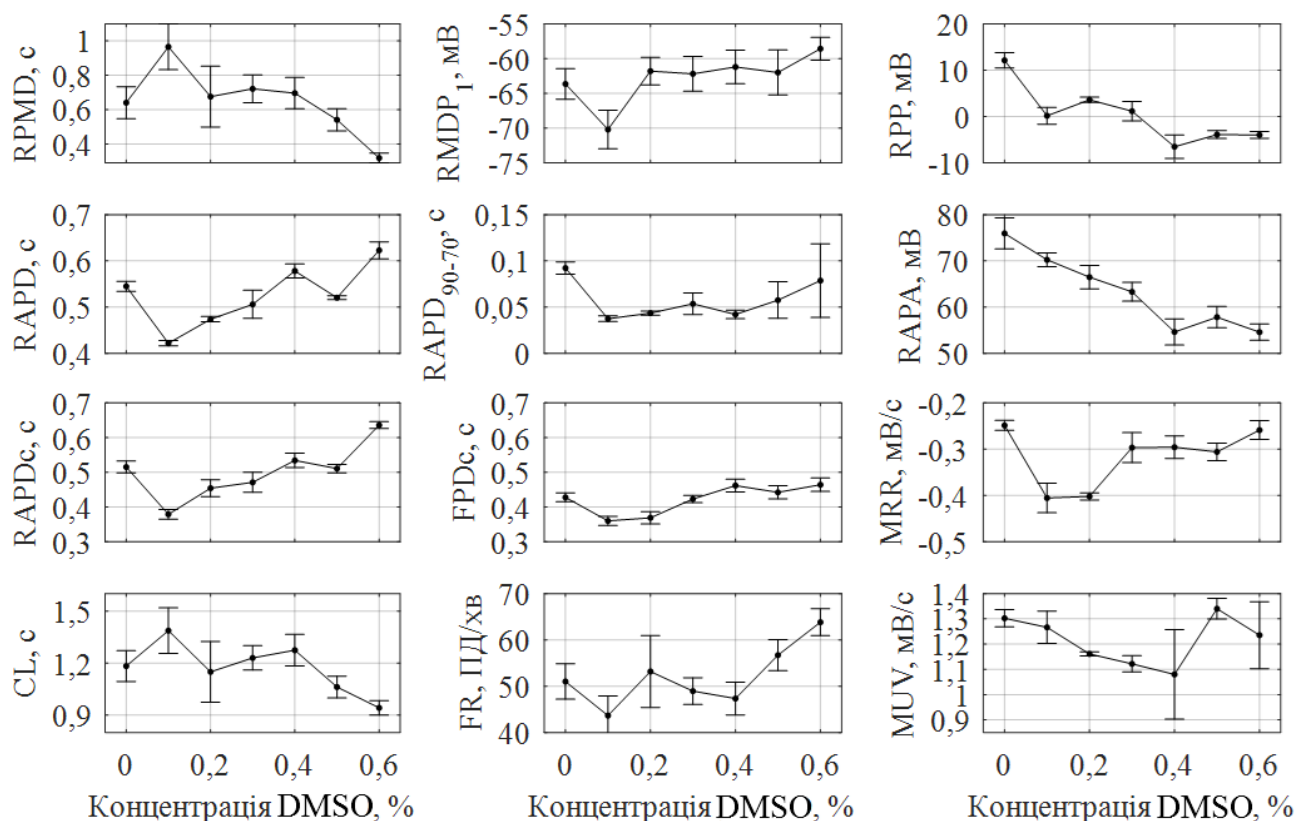 RPMD, с
1
0,8
0,6
0,4
RMDP1, мВ
-55
-60
-65
-70
-75
RPP, мВ
20
10
0
-10
RAPD, с
0,7
0,6
0,5
0,4
RAPD90-70, с
0,15
0,1
0,05
0
RAPA, мВ
80
70
60
50
RAPDc, с
0,7
0,6
0,5
0,4
0,3
FPDc, с
0,7
0,6
0,5
0,4
0,3
MRR, мВ/с
-0,2
-0,3
-0,4
-0,5
CL, с
1,5
1,2
0,9
0 0,2 0,4 0,6
Концентрація DMSO, %
FR, ПД/хв
70
60
50
40
0 0,2 0,4 0,6
Концентрація DMSO, %
MUV, мВ/с
1,4
1,3
1,2
1,1
1
0,9
0 0,2 0,4 0,6
Концентрація DMSO, %